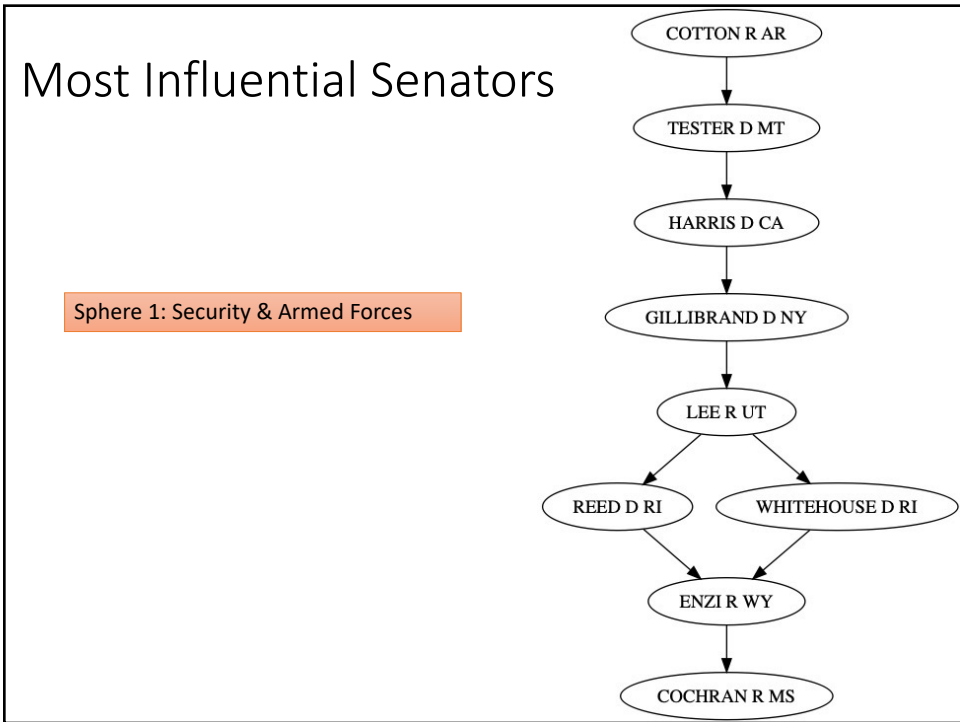 Most Influential Senators
Sphere 1: Security & Armed Forces
COTTON R AR
TESTER D MT
HARRIS D CA
GILLIBRAND D NY
LEE R UT
REED D RI
WHITEHOUSE D RI
ENZI R WY
COCHRAN R MS